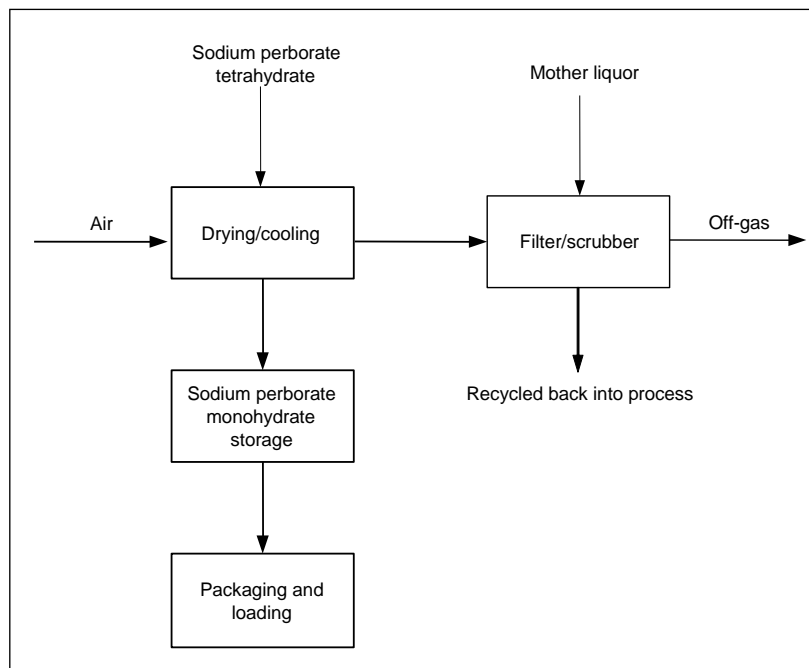 Sodium perborate
tetrahydrate
Mother liquor
Air
Drying/cooling
Filter/scrubber
Off-gas
Sodium perborate
monohydrate
storage
Recycled back into process
Packaging and
loading